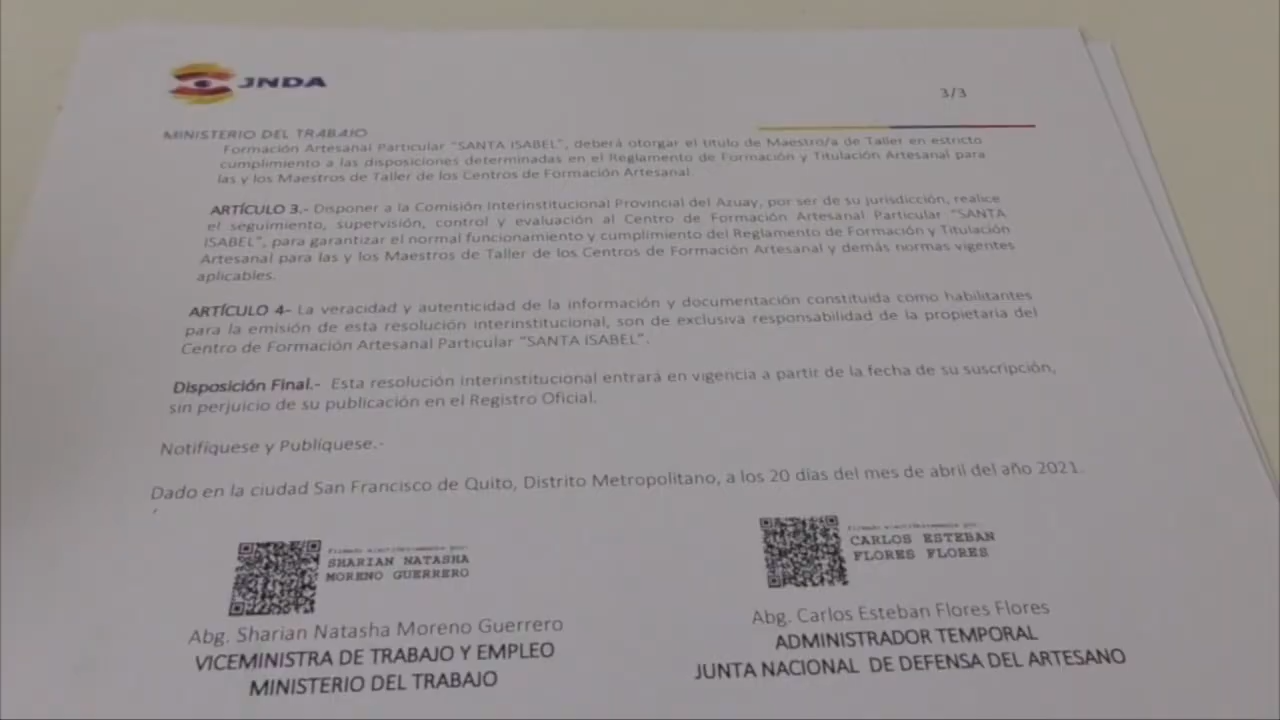 JNDA
3/3
MINISTERIO DEL TRABAJO
Formación Artesanal Particular "SANTA ISABEL", deberá otorgar el título de Maestro/a de Taller en estricto
cumplimiento a las disposiciones determinadas en el Reglamento de Formación y Titulación Artesanal para
las y los Maestros de Taller de los Centros de Formación Artesanal.
ARTÍCULO 3.- Disponer a la Comisión Interinstitucional Provincial del Azuay, por ser de su jurisdicción, realice
el seguimiento, supervisión, control y evaluación al Centro de Formación Artesanal Particular "SANTA
ISABEL", para garantizar el normal funcionamiento y cumplimiento del Reglamento de Formación y Titulación
Artesanal para las y los Maestros de Taller de los Centros de Formación Artesanal y demás normas vigentes
aplicables.
ARTÍCULO 4- La veracidad y autenticidad de la información y documentación constituida como habilitantes
para la emisión de esta resolución interinstitucional, son de exclusiva responsabilidad de la propietaria del
Centro de Formación Artesanal Particular "SANTA ISABEL".
Disposición Final.- Esta resolución interinstitucional entrará en vigencia a partir de la fecha de su suscripción,
sin perjuicio de su publicación en el Registro Oficial.
Notifíquese y Publíquese.-
Dado en la ciudad San Francisco de Quito, Distrito Metropolitano, a los 20 días del mes de abril del año 2021.
Firmado electrónicamente por:
SHARIAN NATASHA
MORENO GUERRERO
Abg. Sharian Natasha Moreno Guerrero
VICEMINISTRA DE TRABAJO Y EMPLEO
MINISTERIO DEL TRABAJO
Firmado electrónicamente por:
CARLOS ESTEBAN
FLORES FLORES
Abg. Carlos Esteban Flores Flores
ADMINISTRADOR TEMPORAL
JUNTA NACIONAL DE DEFENSA DEL ARTESANO